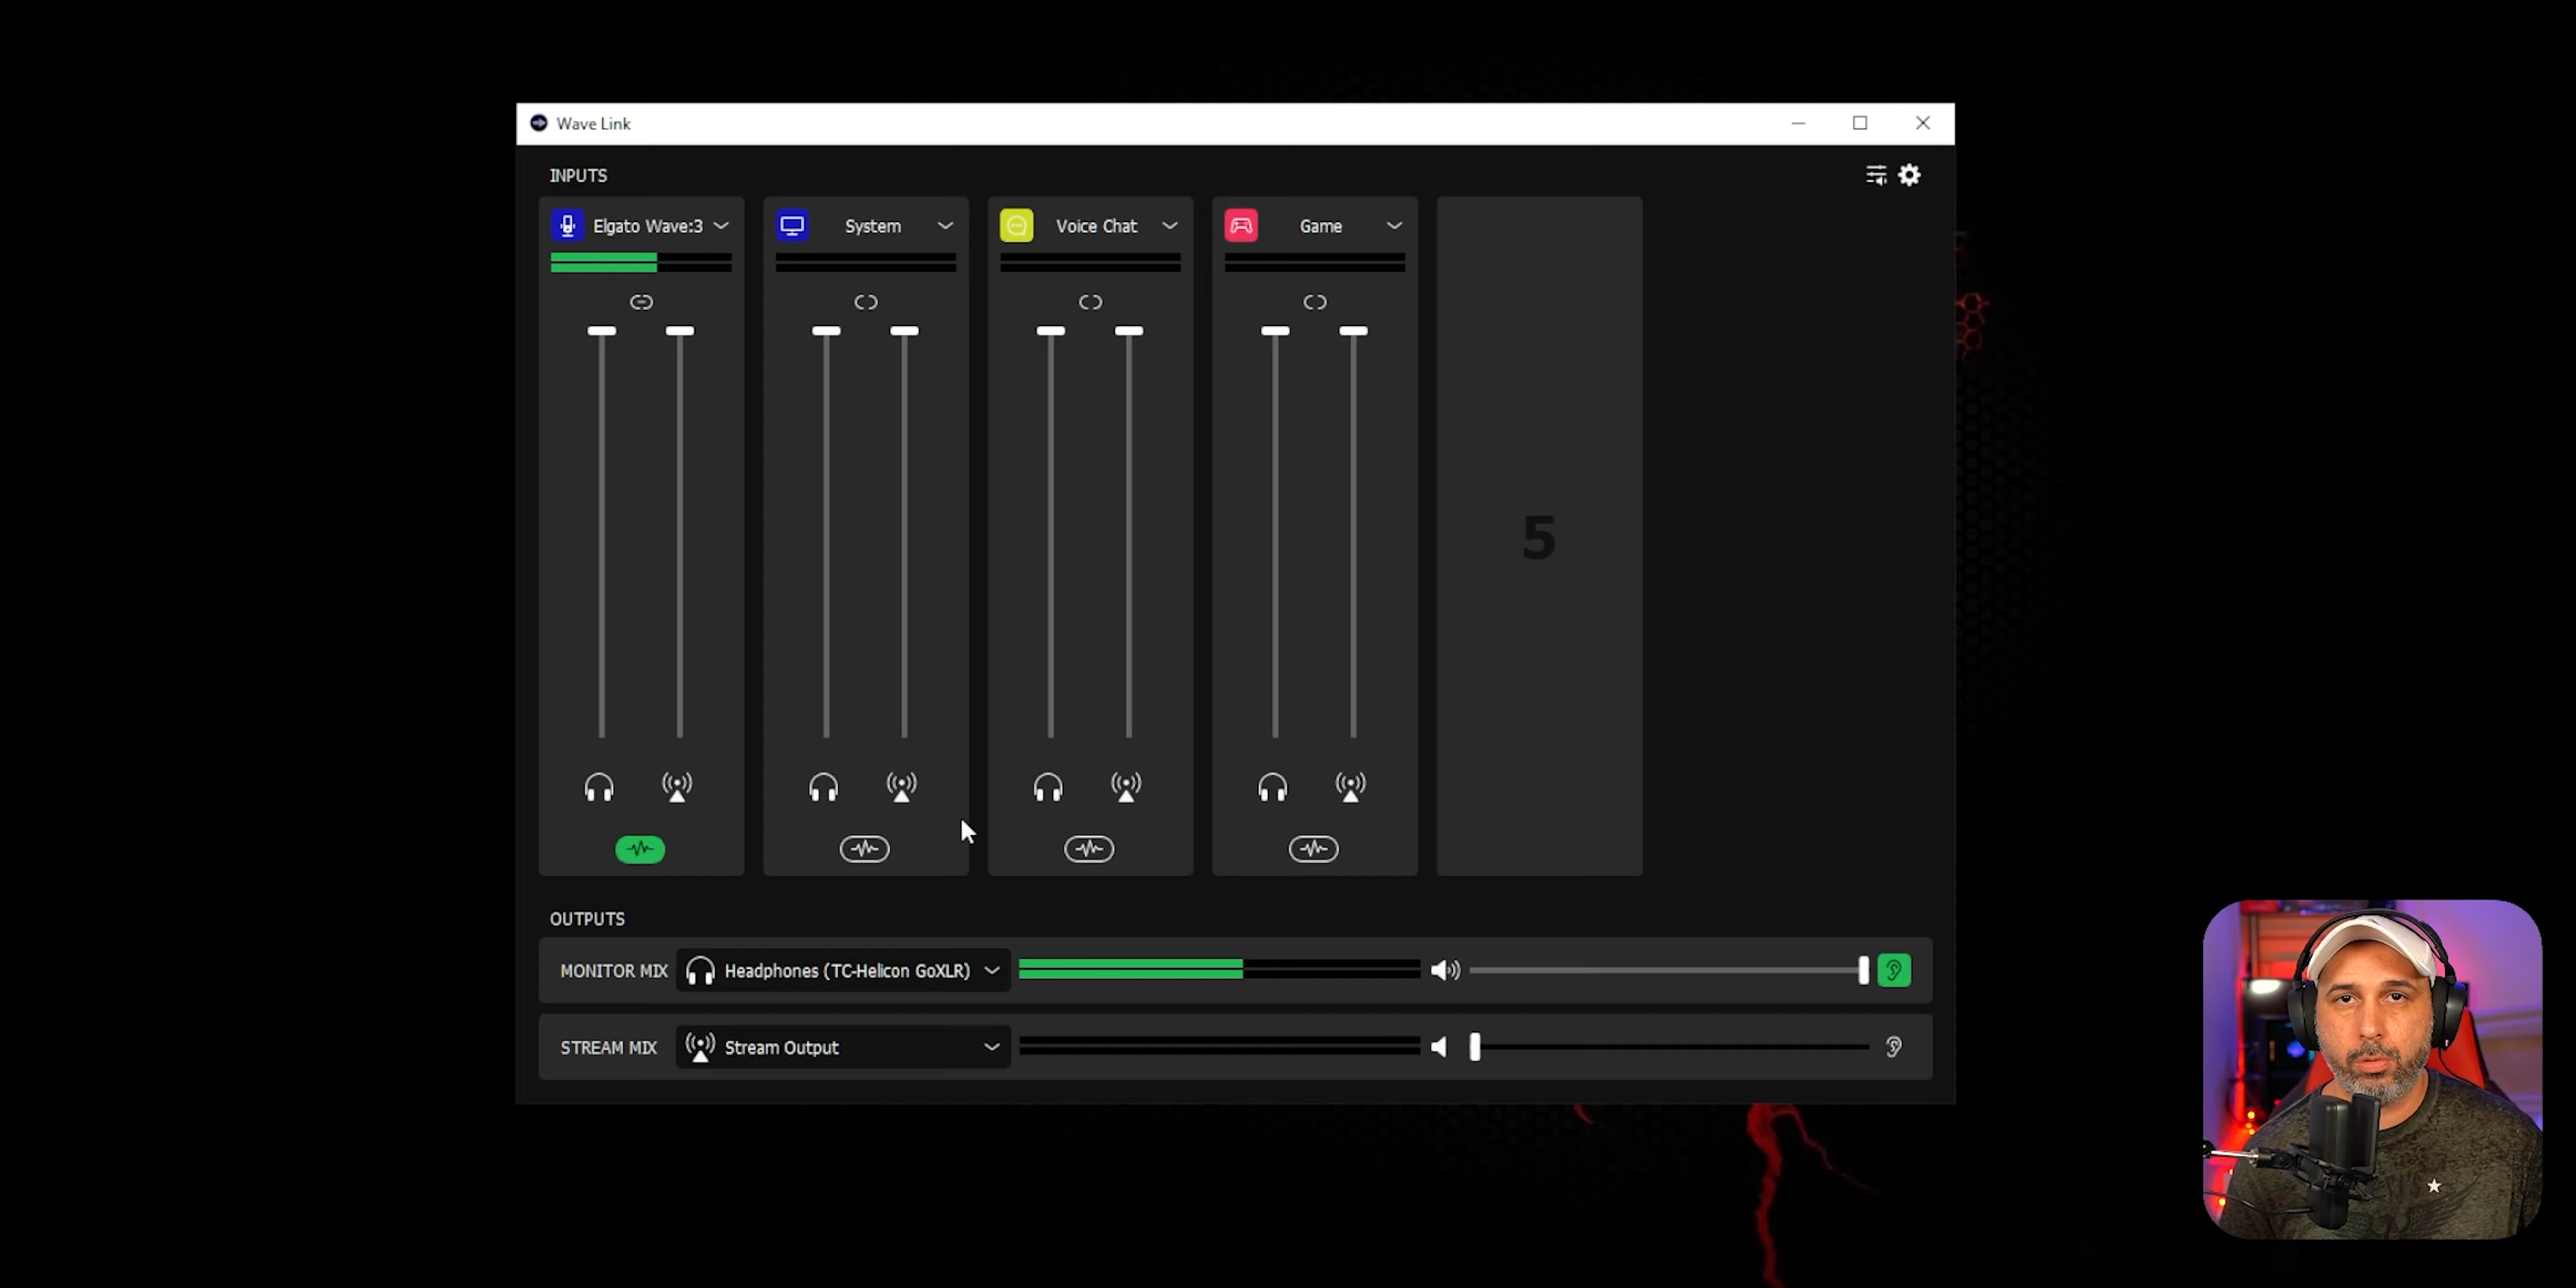 Wave Link
INPUTS
Elgato Wave:3
System
Voice Chat
Game
5
OUTPUTS
MONITOR MIX
Headphones (TC-Helicon GoXLR)
STREAM MIX
Stream Output